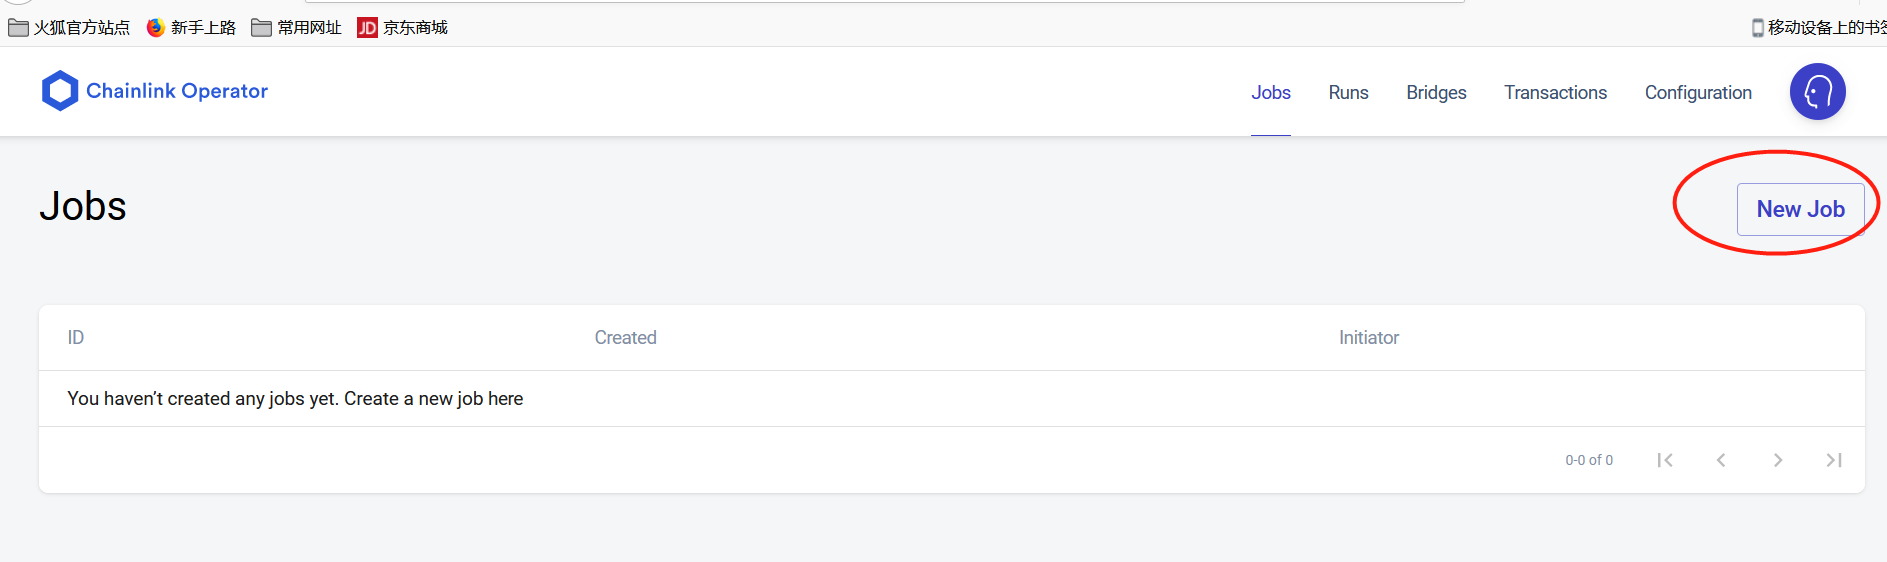 火狐官方站点 新手上路 常用网址 JD 京东商城 移动设备上的书签
Chainlink Operator Jobs Runs Bridges Transactions Configuration
Jobs New Job
ID Created Initiator
You haven’t created any jobs yet. Create a new job here
0-0 of 0